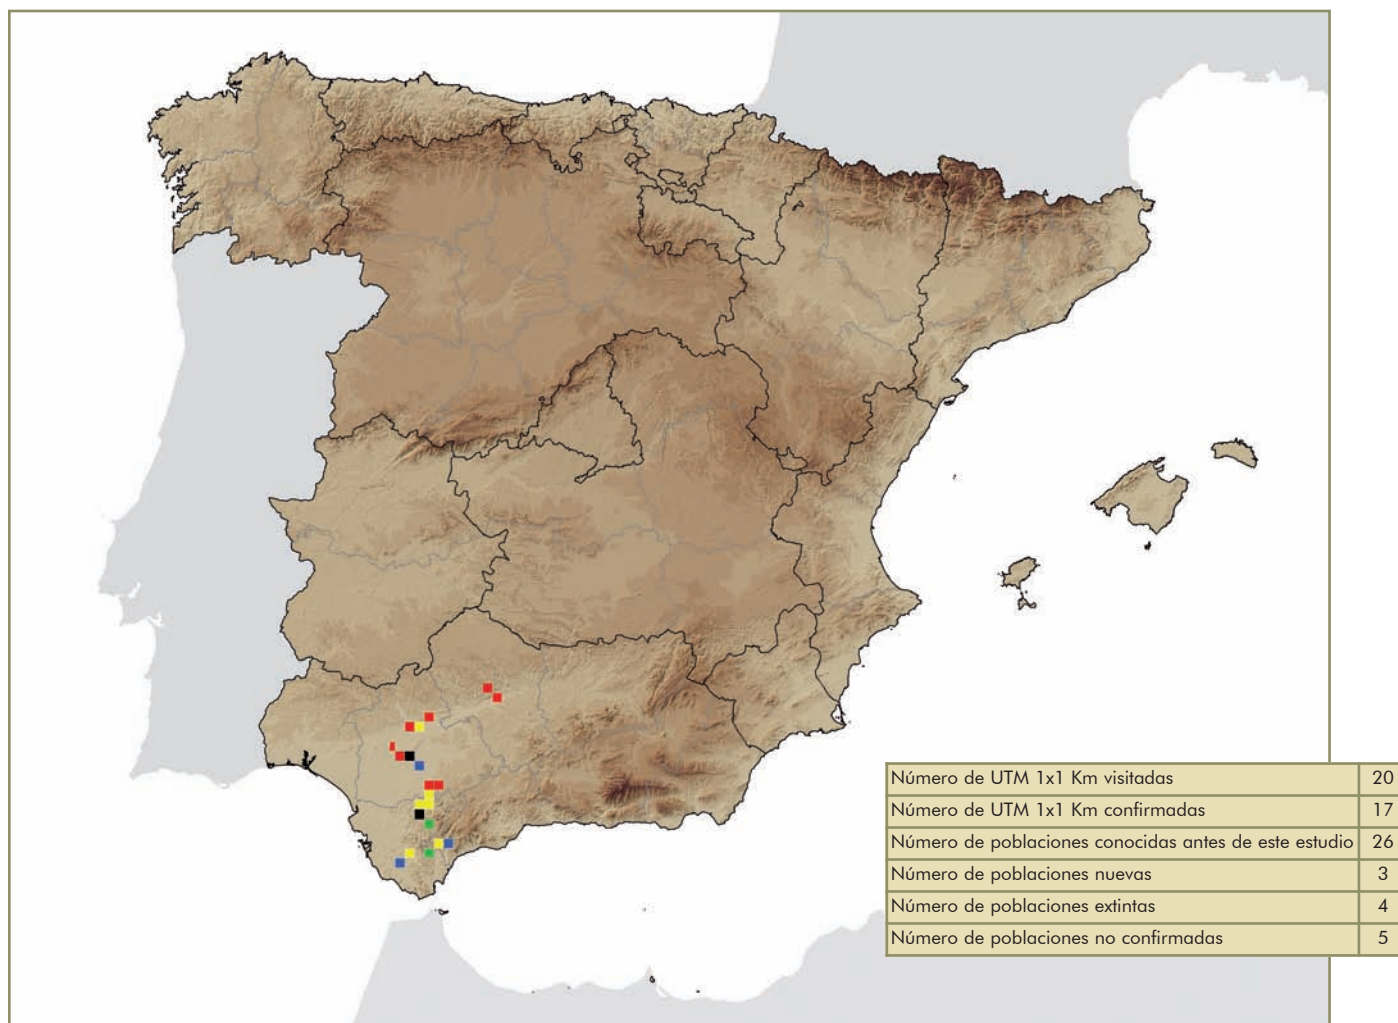 Número de UTM 1x1 Km visitadas 20
Número de UTM 1x1 Km confirmadas 17
Número de poblaciones conocidas antes de este estudio 26
Número de poblaciones nuevas 3
Número de poblaciones extintas 4
Número de poblaciones no confirmadas 5